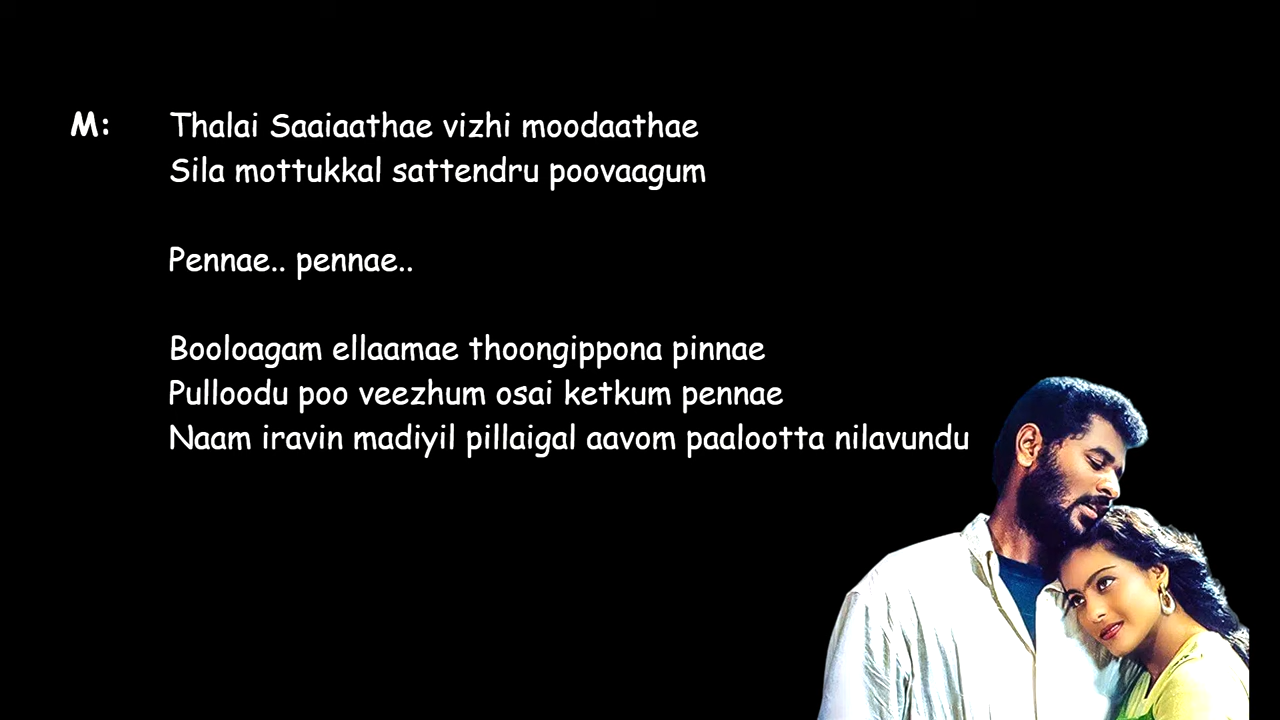 M: Thalai Saaiaathae vizhi moodaathae
Sila mottukkal sattendru poovaagum
Pennae.. pennae..
Booloagam ellaamae thoongippona pinnae
Pulloodu poo veezhum osai ketkum pennae
Naam iravin madiyil pillaigal aavom paalootta nilavundu